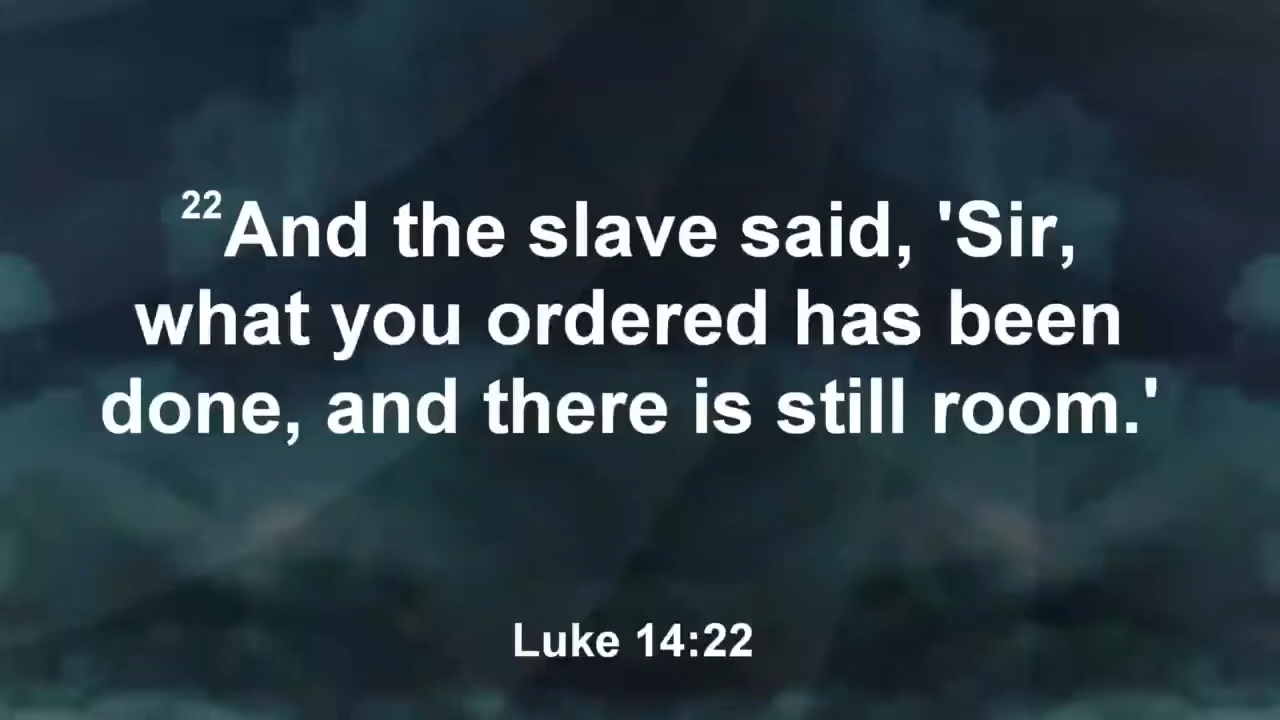 22And the slave said, 'Sir,
what you ordered has been
done, and there is still room.'
Luke 14:22